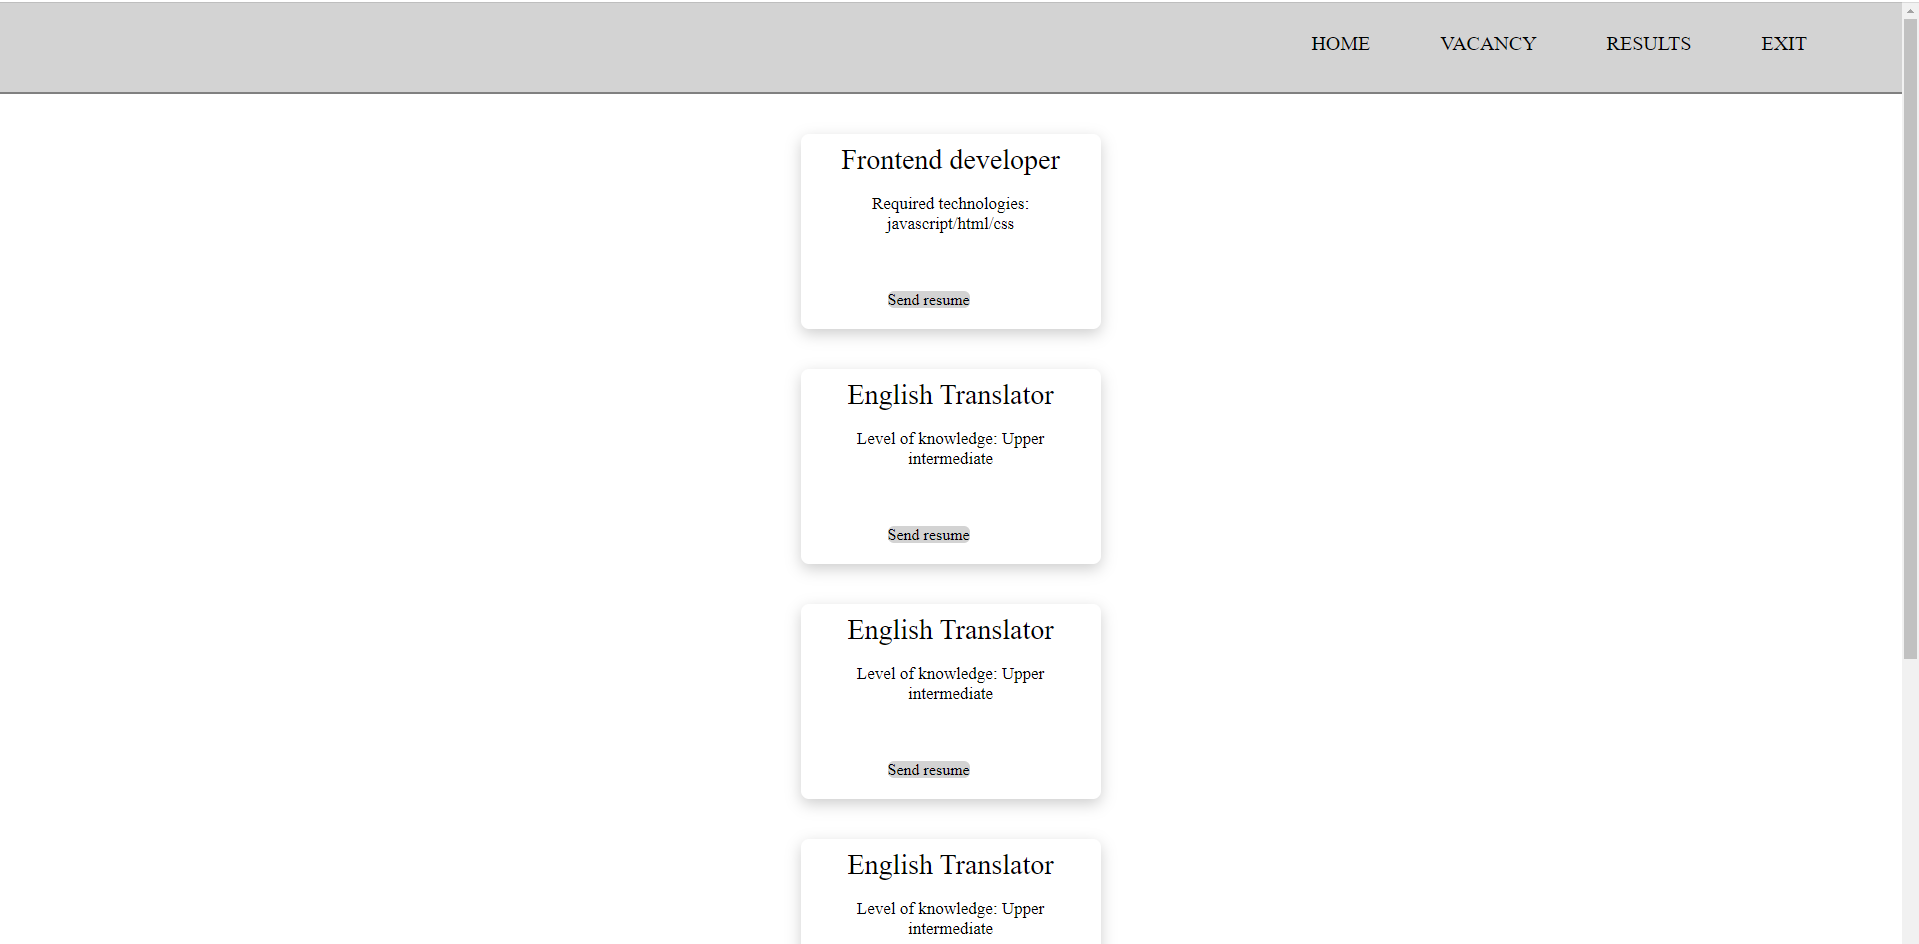 HOME VACANCY RESULTS EXIT
Frontend developer
Required technologies:
javascript/html/css
Send resume
English Translator
Level of knowledge: Upper
intermediate
Send resume
English Translator
Level of knowledge: Upper
intermediate
Send resume
English Translator
Level of knowledge: Upper
intermediate